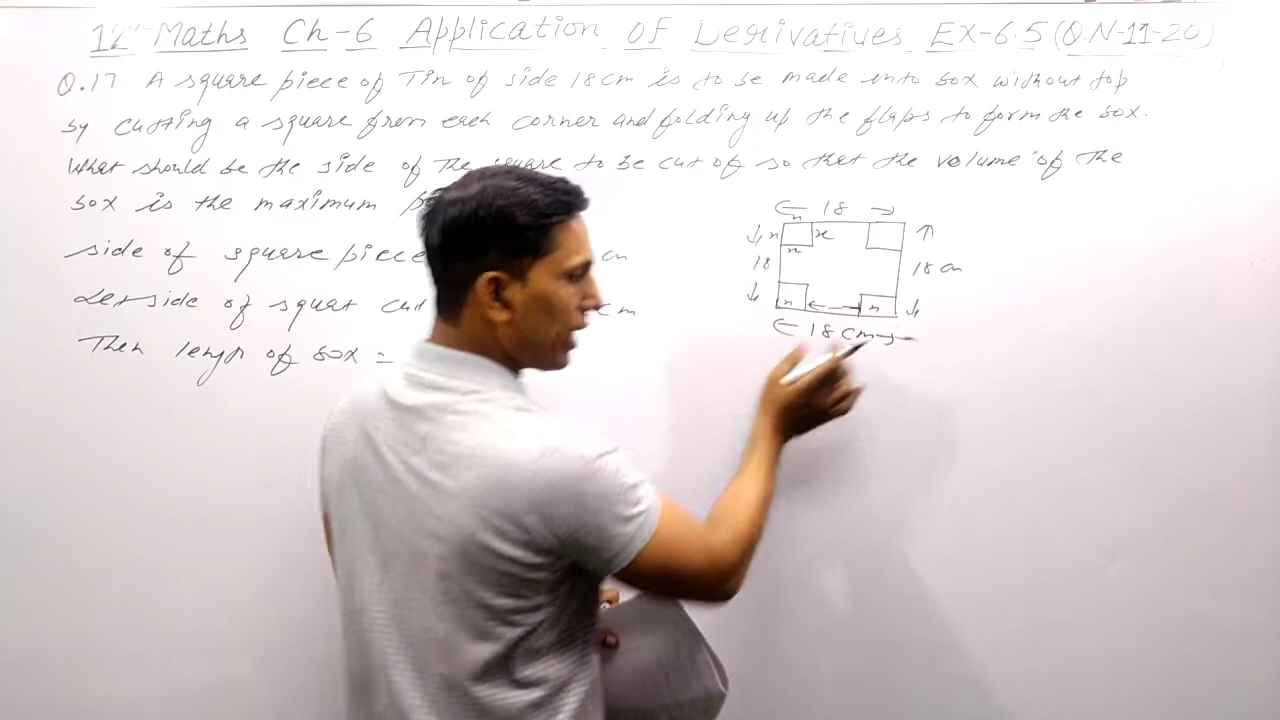 12th Maths Ch-6 Application OF Derivatives EX-6.5 (Q.N-11-20)
Q.17 A square piece of Tin of side 18cm is to be made into box without top
by cutting a square from each corner and folding up the flaps to form the box.
What should be the side of the square to be cut of so that the volume of the
box is the maximum
side of square piece cm
Let side of squar cm
Then lengn of box =
18
x
x x
x
18
18 cm
x x
18 cm